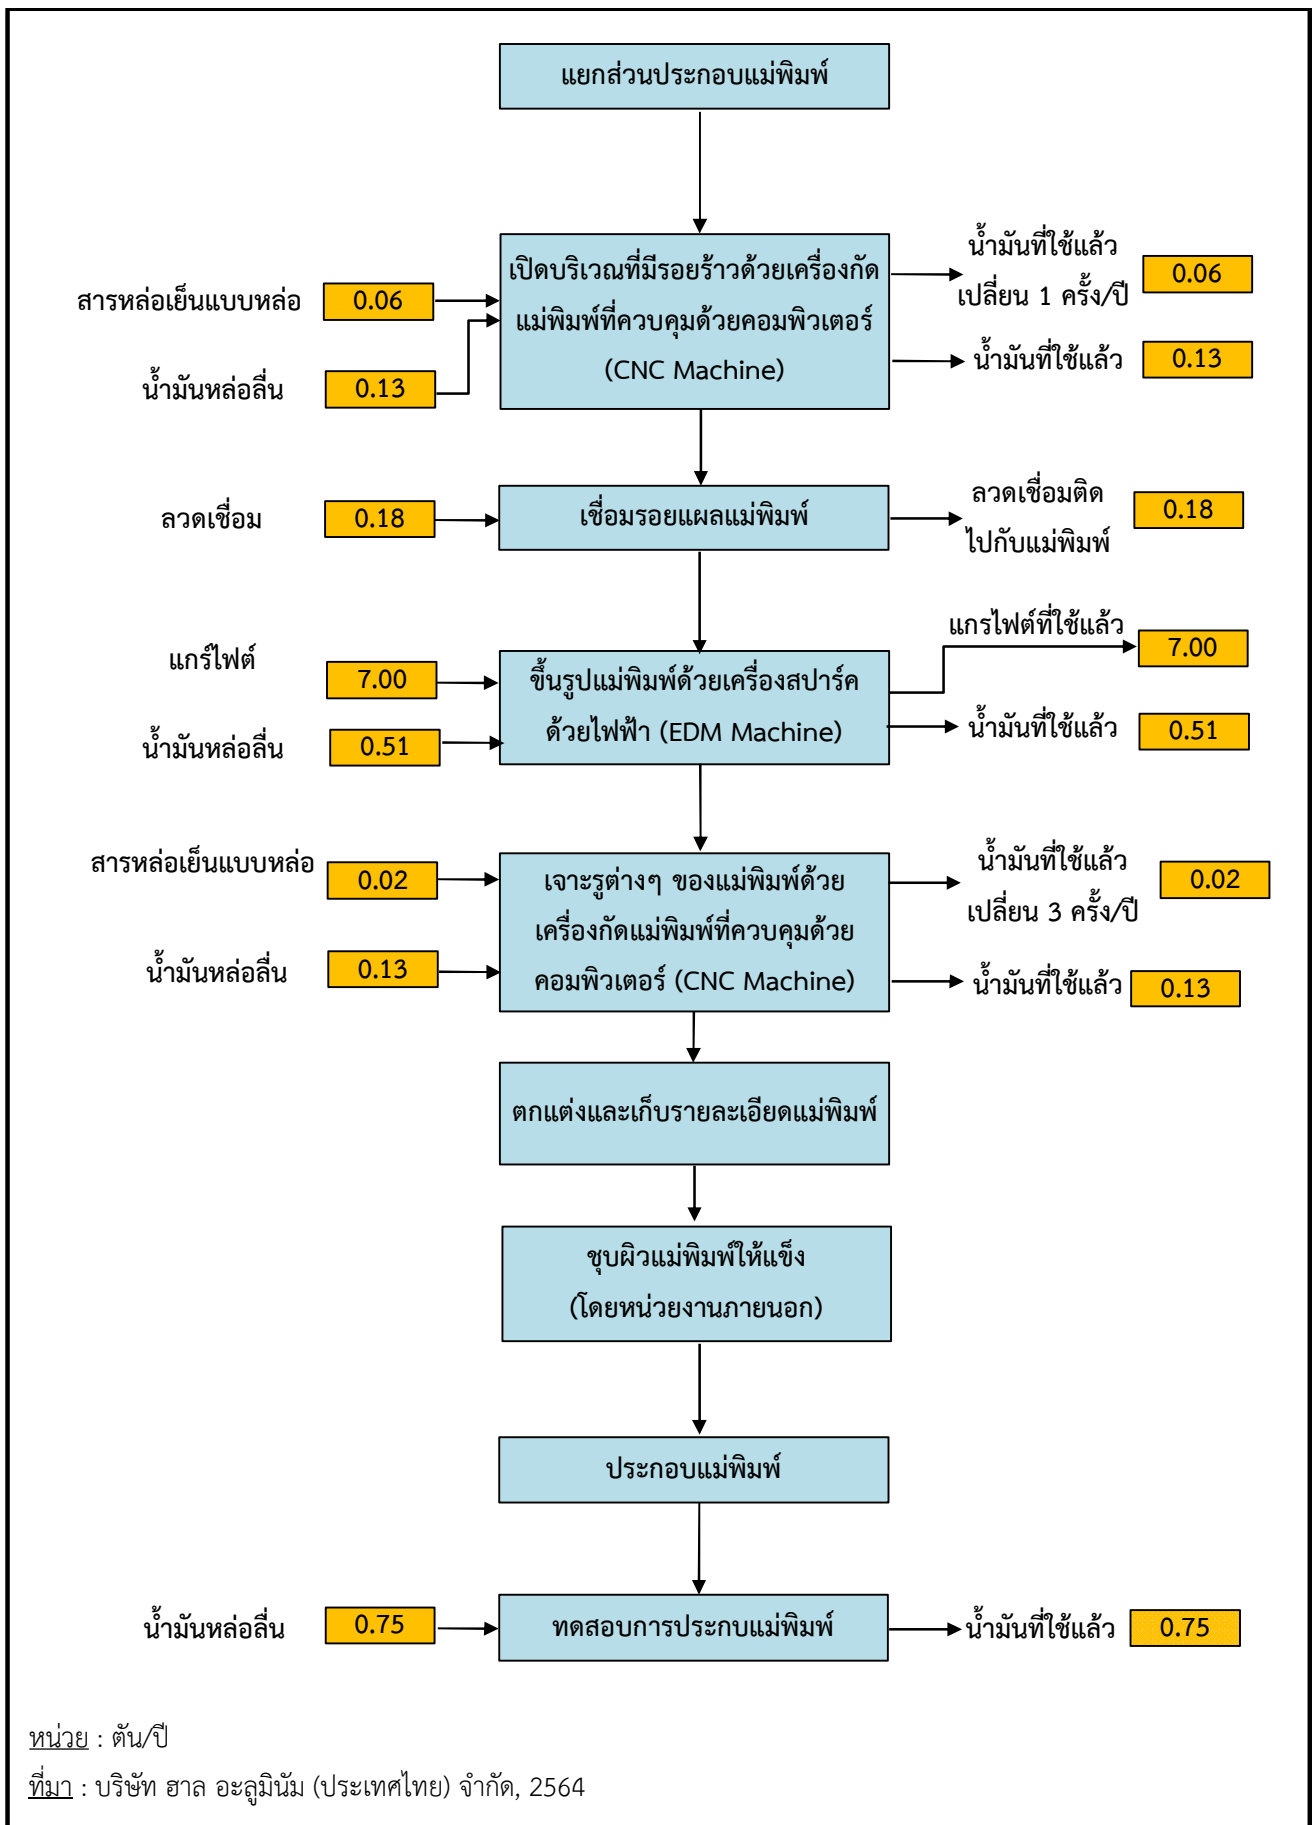 แยกส่วนประกอบแม่พิมพ์
สารหล่อเย็นแบบหล่อ
0.06
น้ำมันหล่อลื่น
0.13
เปิดบริเวณที่มีรอยร้าวด้วยเครื่องกัด
แม่พิมพ์ที่ควบคุมด้วยคอมพิวเตอร์
(CNC Machine)
น้ำมันที่ใช้แล้ว
เปลี่ยน 1 ครั้ง/ปี
0.06
น้ำมันที่ใช้แล้ว
0.13
ลวดเชื่อม
0.18
เชื่อมรอยแผลแม่พิมพ์
ลวดเชื่อมติด
ไปกับแม่พิมพ์
0.18
แกร์ไฟต์
7.00
น้ำมันหล่อลื่น
0.51
ขึ้นรูปแม่พิมพ์ด้วยเครื่องสปาร์ค
ด้วยไฟฟ้า (EDM Machine)
แกรไฟต์ที่ใช้แล้ว
7.00
น้ำมันที่ใช้แล้ว
0.51
สารหล่อเย็นแบบหล่อ
0.02
น้ำมันหล่อลื่น
0.13
เจาะรูต่างๆ ของแม่พิมพ์ด้วย
เครื่องกัดแม่พิมพ์ที่ควบคุมด้วย
คอมพิวเตอร์ (CNC Machine)
น้ำมันที่ใช้แล้ว
เปลี่ยน 3 ครั้ง/ปี
0.02
น้ำมันที่ใช้แล้ว
0.13
ตกแต่งและเก็บรายละเอียดแม่พิมพ์
ชุบผิวแม่พิมพ์ให้แข็ง
(โดยหน่วยงานภายนอก)
ประกอบแม่พิมพ์
น้ำมันหล่อลื่น
0.75
ทดสอบการประกบแม่พิมพ์
น้ำมันที่ใช้แล้ว
0.75
หน่วย : ตัน/ปี
ที่มา : บริษัท ฮาล อะลูมินัม (ประเทศไทย) จำกัด, 2564